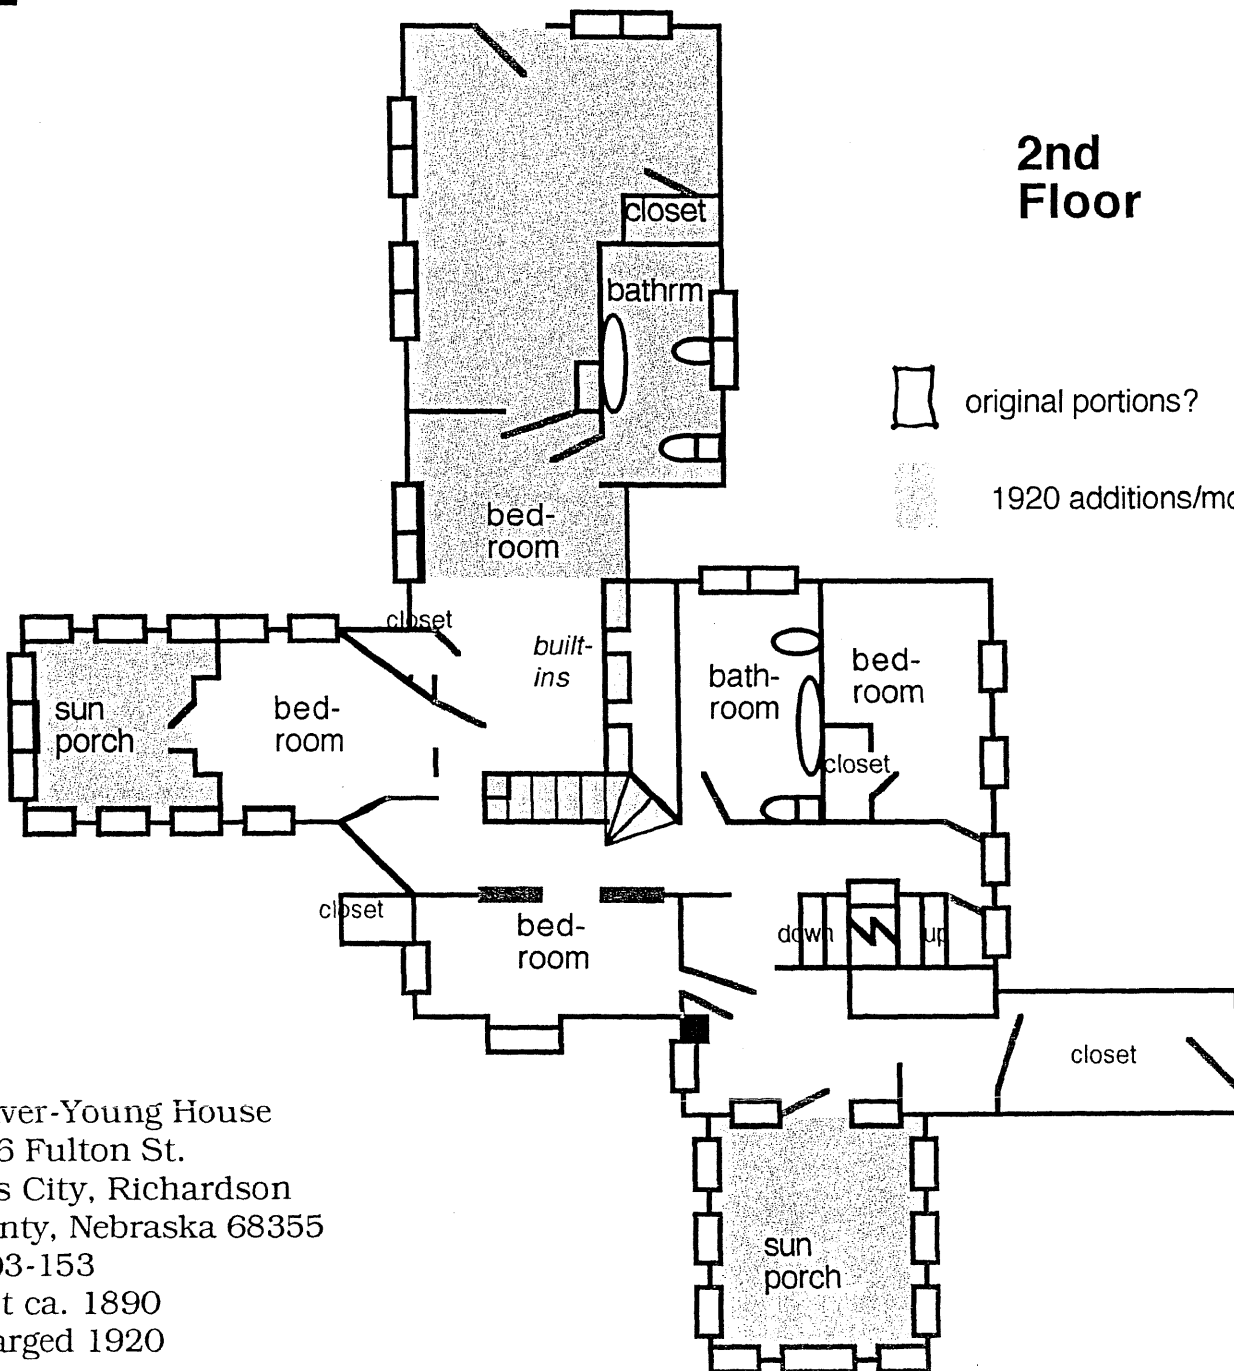 2nd
Floor
closet
bathrm
original portions?
1920 additions/mo
bed-
room
closet
built-
ins
bath-
room
bed-
room
sun
porch
bed-
room
closet
closet
bed-
room
down
up
closet
sun
porch
ver-Young House
6 Fulton St.
s City, Richardson
nty, Nebraska 68355
03-153
t ca. 1890
arged 1920